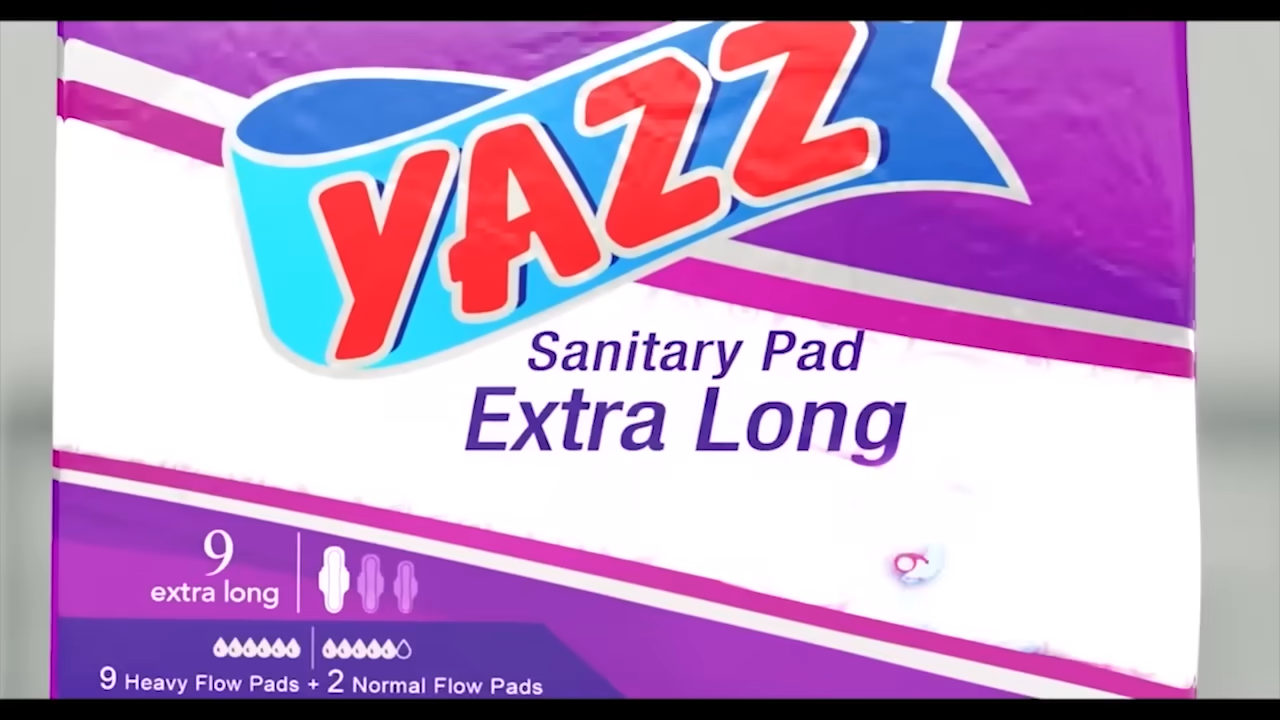 YAZZ
Sanitary Pad
Extra Long
9
extra long
9 Heavy Flow Pads + 2 Normal Flow Pads